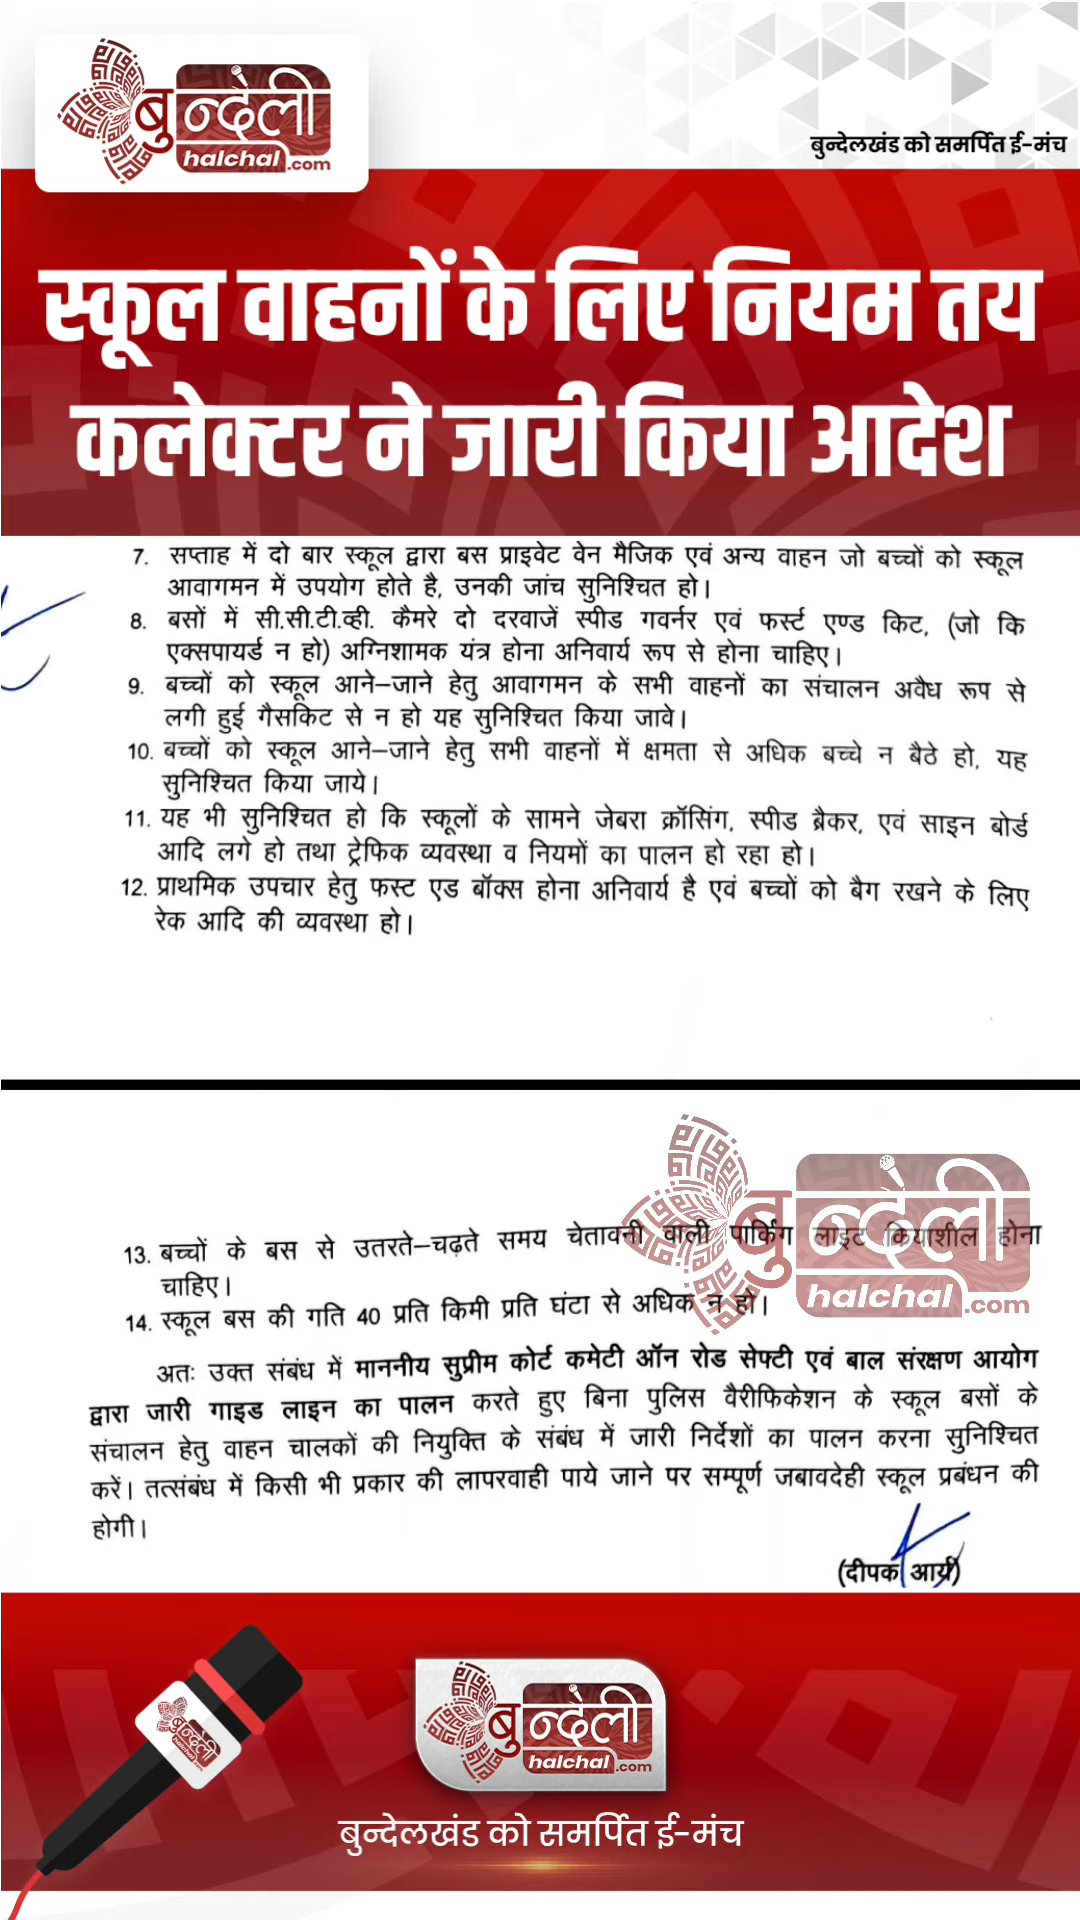 बुन्देली
halchal.com
बुन्देलखंड को समर्पित ई-मंच
स्कूल वाहनों के लिए नियम तय
कलेक्टर ने जारी किया आदेश
7. सप्ताह में दो बार स्कूल द्वारा बस प्राइवेट वेन मैजिक एवं अन्य वाहन जो बच्चों को स्कूल
आवागमन में उपयोग होते है, उनकी जांच सुनिश्चित हो।
8. बसों में सी.सी.टी.व्ही. कैमरे दो दरवाजें स्पीड गवर्नर एवं फर्स्ट एण्ड किट, (जो कि
एक्सपायर्ड न हो) अग्निशामक यंत्र होना अनिवार्य रूप से होना चाहिए।
9. बच्चों को स्कूल आने–जाने हेतु आवागमन के सभी वाहनों का संचालन अवैध रूप से
लगी हुई गैसकिट से न हो यह सुनिश्चित किया जावे।
10. बच्चों को स्कूल आने–जाने हेतु सभी वाहनों में क्षमता से अधिक बच्चे न बैठे हो, यह
सुनिश्चित किया जाये।
11. यह भी सुनिश्चित हो कि स्कूलों के सामने जेबरा क्रॉसिंग, स्पीड ब्रैकर, एवं साइन बोर्ड
आदि लगे हो तथा ट्रेफिक व्यवस्था व नियमों का पालन हो रहा हो।
12. प्राथमिक उपचार हेतु फस्ट एड बॉक्स होना अनिवार्य है एवं बच्चों को बैग रखने के लिए
रेक आदि की व्यवस्था हो।
बुन्देली
halchal.com
13. बच्चों के बस से उतरते–चढ़ते समय चेतावनी वाली पार्किंग लाइट कियाशील होना
चाहिए।
14. स्कूल बस की गति 40 प्रति किमी प्रति घंटा से अधिक न हो।
अतः उक्त संबंध में माननीय सुप्रीम कोर्ट कमेटी ऑन रोड सेफ्टी एवं बाल संरक्षण आयोग
द्वारा जारी गाइड लाइन का पालन करते हुए बिना पुलिस वैरीफिकेशन के स्कूल बसों के
संचालन हेतु वाहन चालकों की नियुक्ति के संबंध में जारी निर्देशों का पालन करना सुनिश्चित
करें। तत्संबंध में किसी भी प्रकार की लापरवाही पाये जाने पर सम्पूर्ण जबावदेही स्कूल प्रबंधन की
होगी।
(दीपक आर्य)
बुन्देली
halchal.com
बुन्देली
halchal.com
बुन्देलखंड को समर्पित ई-मंच